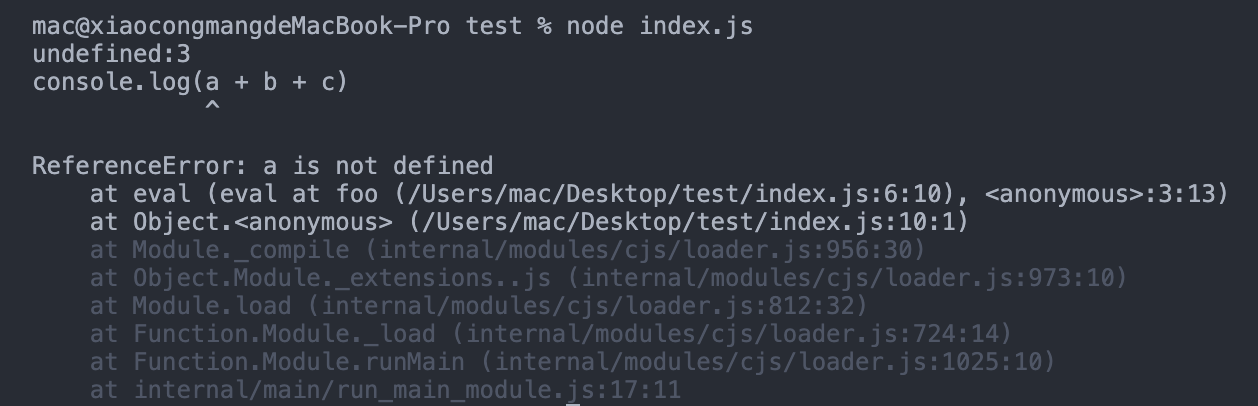 mac@xiaocongmangdeMacBook-Pro test % node index.js
undefined:3
console.log(a + b + c)
            ^
ReferenceError: a is not defined
    at eval (eval at foo (/Users/mac/Desktop/test/index.js:6:10), <anonymous>:3:13)
    at Object.<anonymous> (/Users/mac/Desktop/test/index.js:10:1)
    at Module._compile (internal/modules/cjs/loader.js:956:30)
    at Object.Module._extensions..js (internal/modules/cjs/loader.js:973:10)
    at Module.load (internal/modules/cjs/loader.js:812:32)
    at Function.Module._load (internal/modules/cjs/loader.js:724:14)
    at Function.Module.runMain (internal/modules/cjs/loader.js:1025:10)
    at internal/main/run_main_module.js:17:11